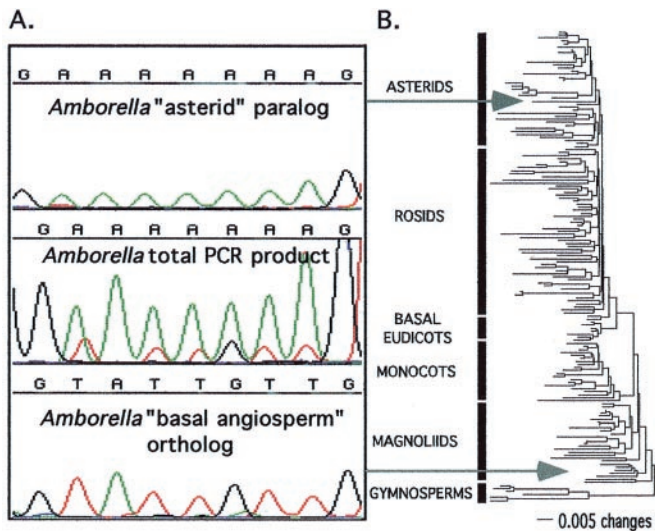 A.
G A A A A A A A G
Amborella "asterid" paralog
G A A A A A A A G
Amborella total PCR product
G T A T T G T T G
Amborella "basal angiosperm"
ortholog
B.
ASTERIDS
ROSIDS
BASAL
EUDICOTS
MONOCOTS
MAGNOLIIDS
GYMNOSPERMS
0.005 changes